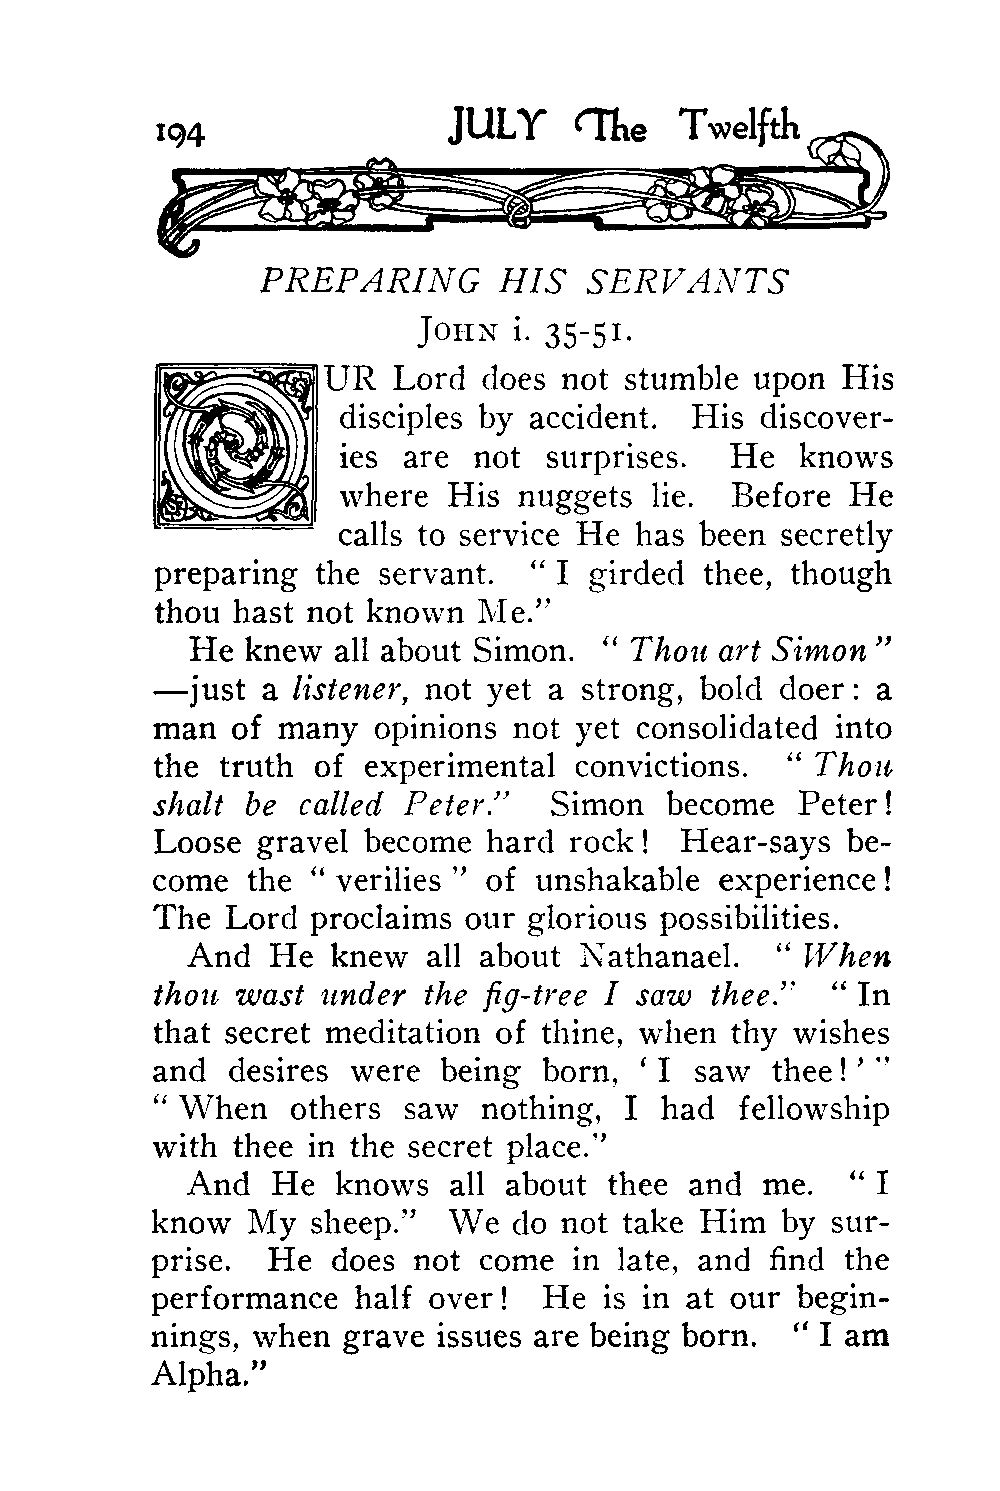 194 JULY The Twelfth
PREPARING HIS SERVANTS
JOHN i. 35-51.
OUR Lord does not stumble upon His
disciples by accident. His discover-
ies are not surprises. He knows
where His nuggets lie. Before He
calls to service He has been secretly
preparing the servant. “ I girded thee, though
thou hast not known Me.”
He knew all about Simon. “ Thou art Simon ”
—just a listener, not yet a strong, bold doer : a
man of many opinions not yet consolidated into
the truth of experimental convictions. “ Thou
shalt be called Peter.” Simon become Peter!
Loose gravel become hard rock! Hear-says be-
come the “ verilies ” of unshakable experience!
The Lord proclaims our glorious possibilities.
And He knew all about Nathanael. “ When
thou wast under the fig-tree I saw thee.” “ In
that secret meditation of thine, when thy wishes
and desires were being born, ‘ I saw thee! ’ ”
“ When others saw nothing, I had fellowship
with thee in the secret place.”
And He knows all about thee and me. “ I
know My sheep.” We do not take Him by sur-
prise. He does not come in late, and find the
performance half over! He is in at our begin-
nings, when grave issues are being born. “ I am
Alpha.”